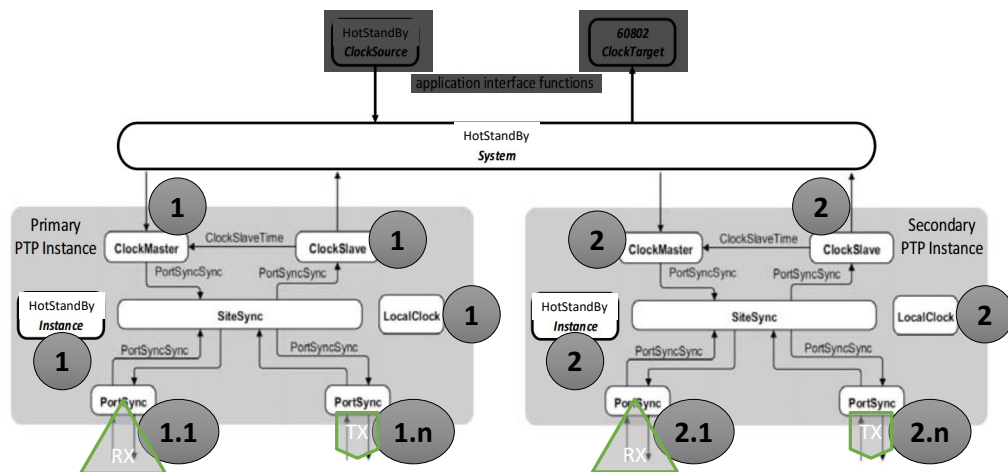 HotStandBy
ClockSource
60802
ClockTarget
application interface functions
HotStandBy
System
Primary
PTP Instance
1
ClockMaster
ClockSlaveTime
ClockSlave
1
PortSyncSync
PortSyncSync
HotStandBy
Instance
1
SiteSync
LocalClock
1
PortSyncSync
PortSyncSync
PortSync
1.1
RX
PortSync
1.n
TX
2
Secondary
PTP Instance
2
ClockMaster
ClockSlaveTime
ClockSlave
PortSyncSync
PortSyncSync
HotStandBy
Instance
2
SiteSync
LocalClock
2
PortSyncSync
PortSyncSync
PortSync
2.1
RX
PortSync
2.n
TX